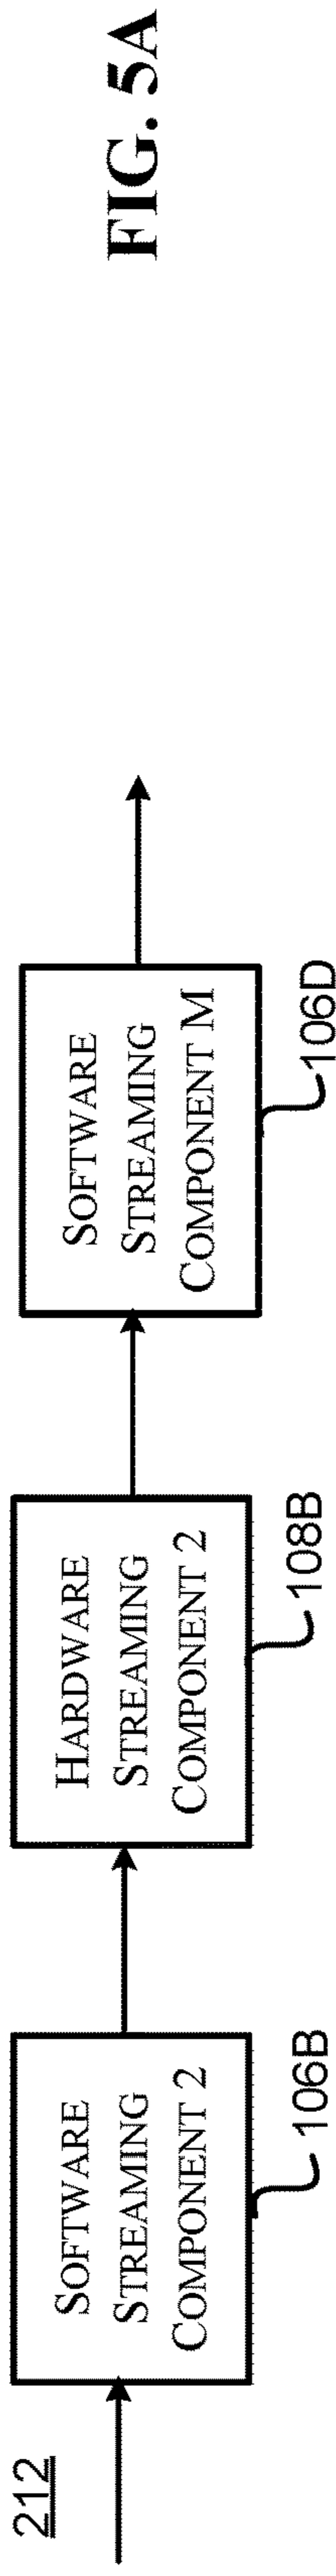 212
SOFTWARE
STREAMING
COMPONENT 2
106B
HARDWARE
STREAMING
COMPONENT 2
108B
SOFTWARE
STREAMING
COMPONENT M
106D
FIG. 5A